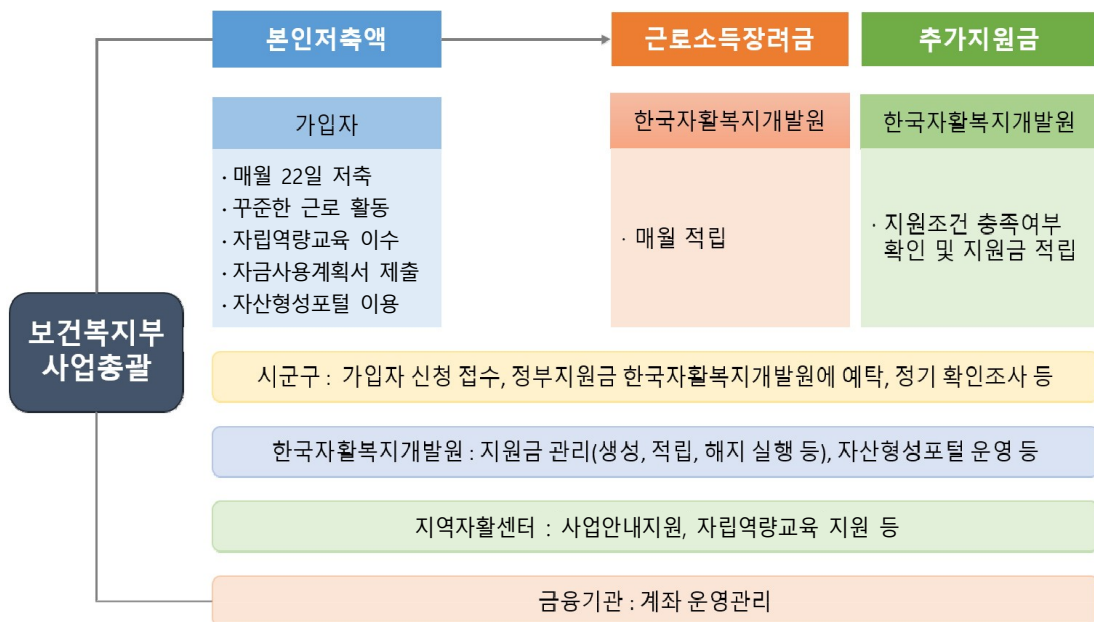 본인저축액
근로소득장려금
추가지원금
가입자
· 매월 22일 저축
· 꾸준한 근로 활동
· 자립역량교육 이수
· 자금사용계획서 제출
· 자산형성포털 이용
한국자활복지개발원
· 매월 적립
한국자활복지개발원
· 지원조건 충족여부
확인 및 지원금 적립
보건복지부
사업총괄
시군구 : 가입자 신청 접수, 정부지원금 한국자활복지개발원에 예탁, 정기 확인조사 등
한국자활복지개발원 : 지원금 관리(생성, 적립, 해지 실행 등), 자산형성포털 운영 등
지역자활센터 : 사업안내지원, 자립역량교육 지원 등
금융기관 : 계좌 운영관리